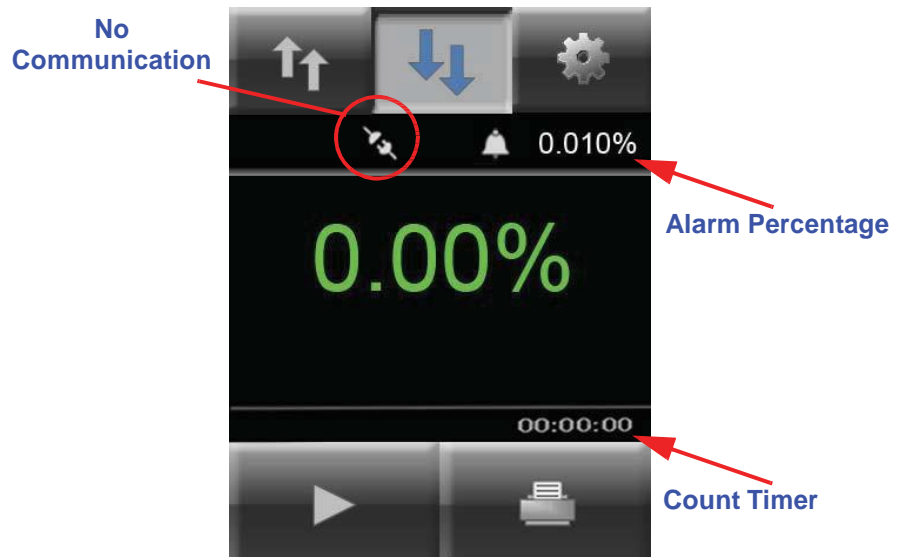 No
Communication
0.010%
Alarm Percentage
0.00%
00:00:00
Count Timer